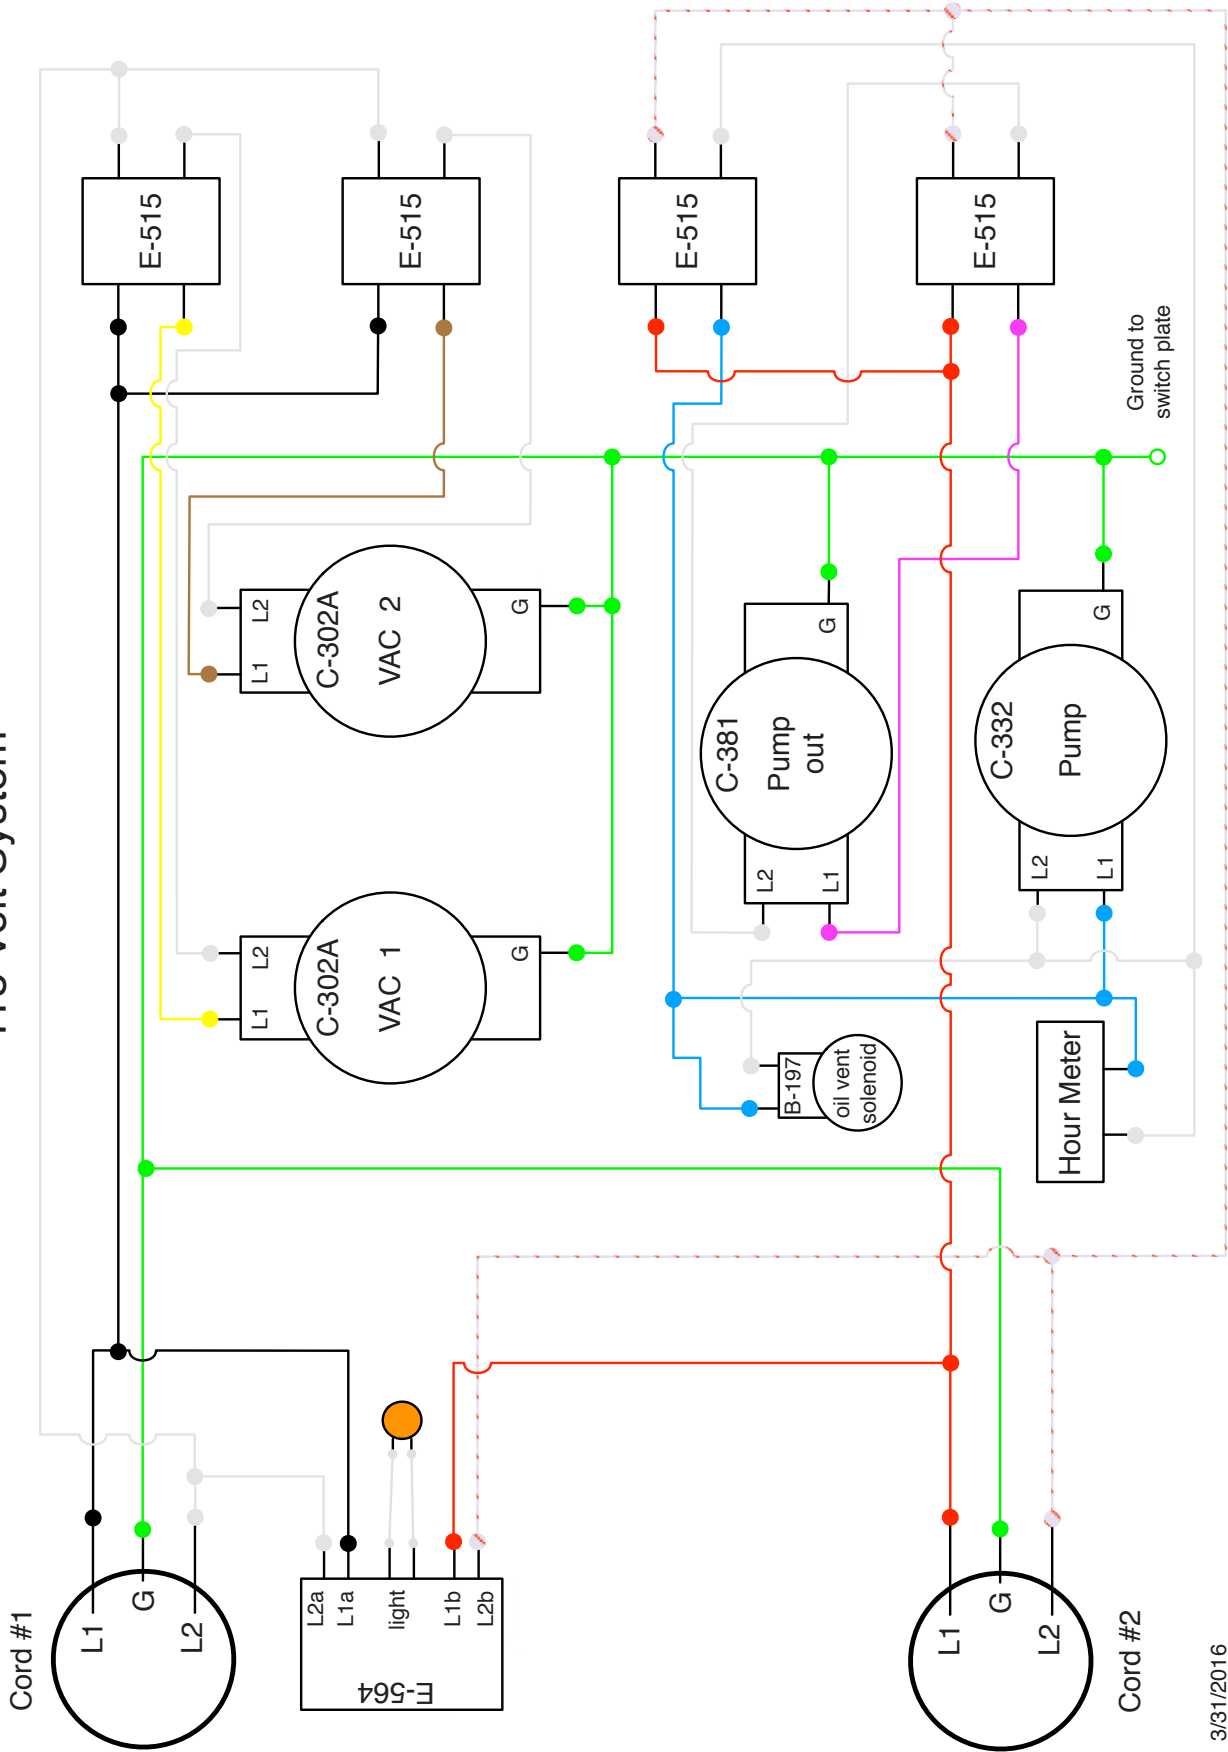 Volt System
Cord #1
L1
G
L2
E-515
E-515
C-302A
VAC 1
L1
L2
G
C-302A
VAC 2
L1
L2
G
E-564
L2a
L1a
light
L1b
L2b
E-515
E-515
C-381
Pump
out
L2
L1
G
B-197
oil vent
solenoid
C-332
Pump
L2
L1
G
Hour Meter
Ground to
switch plate
L1
G
L2
Cord #2
3/31/2016